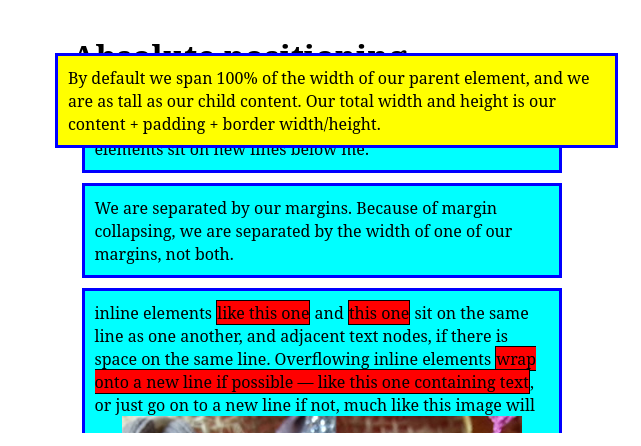 Absolute positioning
By default we span 100% of the width of our parent element, and we
are as tall as our child content. Our total width and height is our
content + padding + border width/height.
elements sit on new lines below me.
We are separated by our margins. Because of margin
collapsing, we are separated by the width of one of our
margins, not both.
inline elements like this one and this one sit on the same
line as one another, and adjacent text nodes, if there is
space on the same line. Overflowing inline elements wrap
onto a new line if possible — like this one containing text,
or just go on to a new line if not, much like this image will